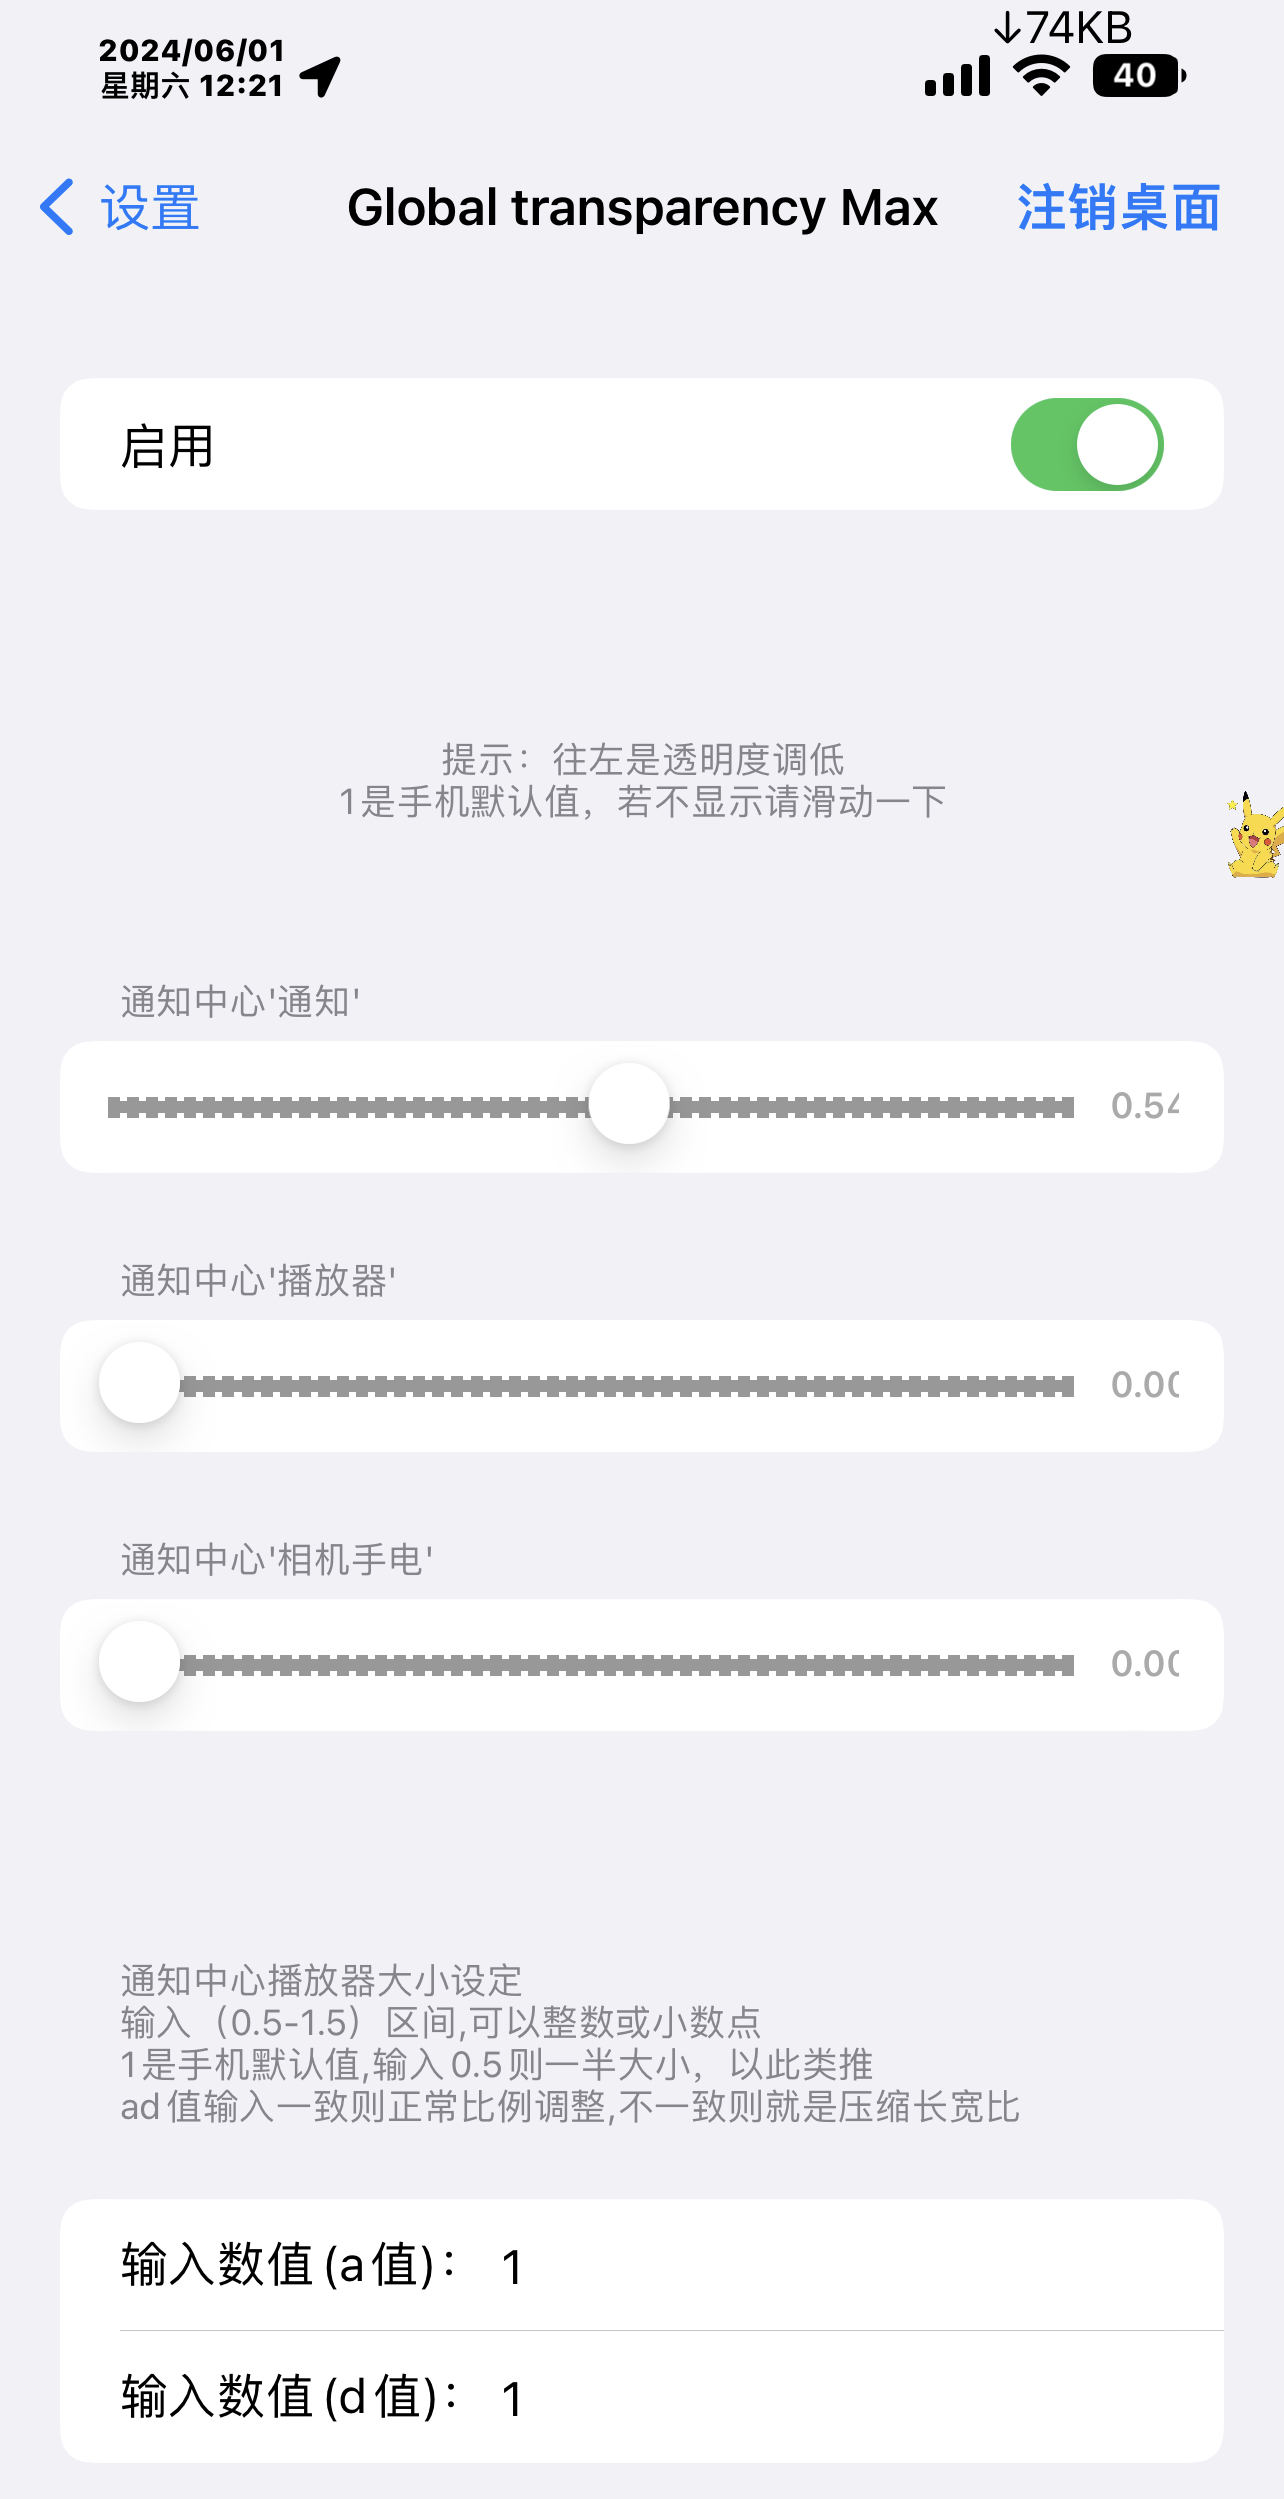 2024/06/01
星期六 12:21
↓74KB
40
设置
Global transparency Max
注销桌面
启用
提示：往左是透明度调低
1是手机默认值，若不显示请滑动一下
通知中心'通知'
0.54
通知中心'播放器'
0.00
通知中心'相机手电'
0.00
通知中心播放器大小设定
输入（0.5-1.5）区间,可以整数或小数点
1是手机默认值,输入0.5则一半大小，以此类推
ad值输入一致则正常比例调整,不一致则就是压缩长宽比
输入数值(a值)： 1
输入数值(d值)： 1